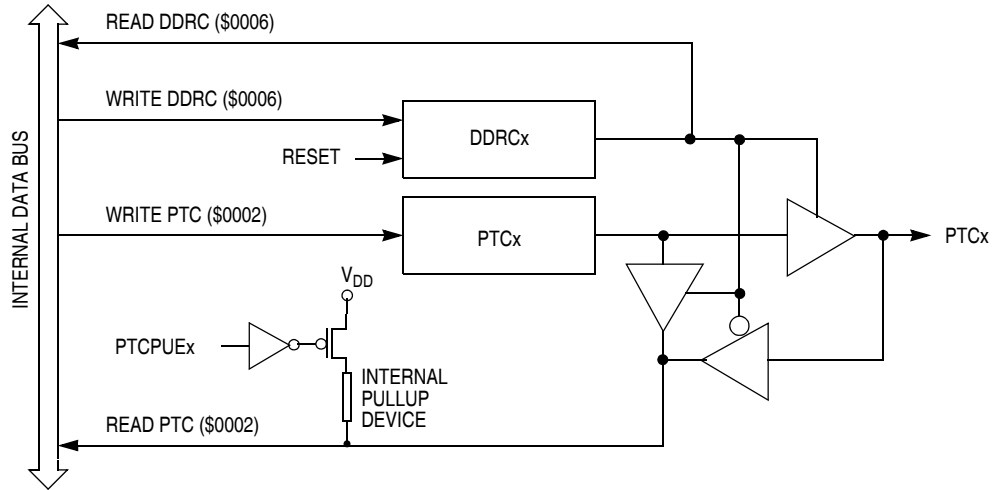 READ DDRC ($0006)
WRITE DDRC ($0006)
DDRCx
RESET
WRITE PTC ($0002)
PTCx
PTCx
VDD
PTCPUEx
INTERNAL
PULLUP
DEVICE
READ PTC ($0002)
INTERNAL DATA BUS